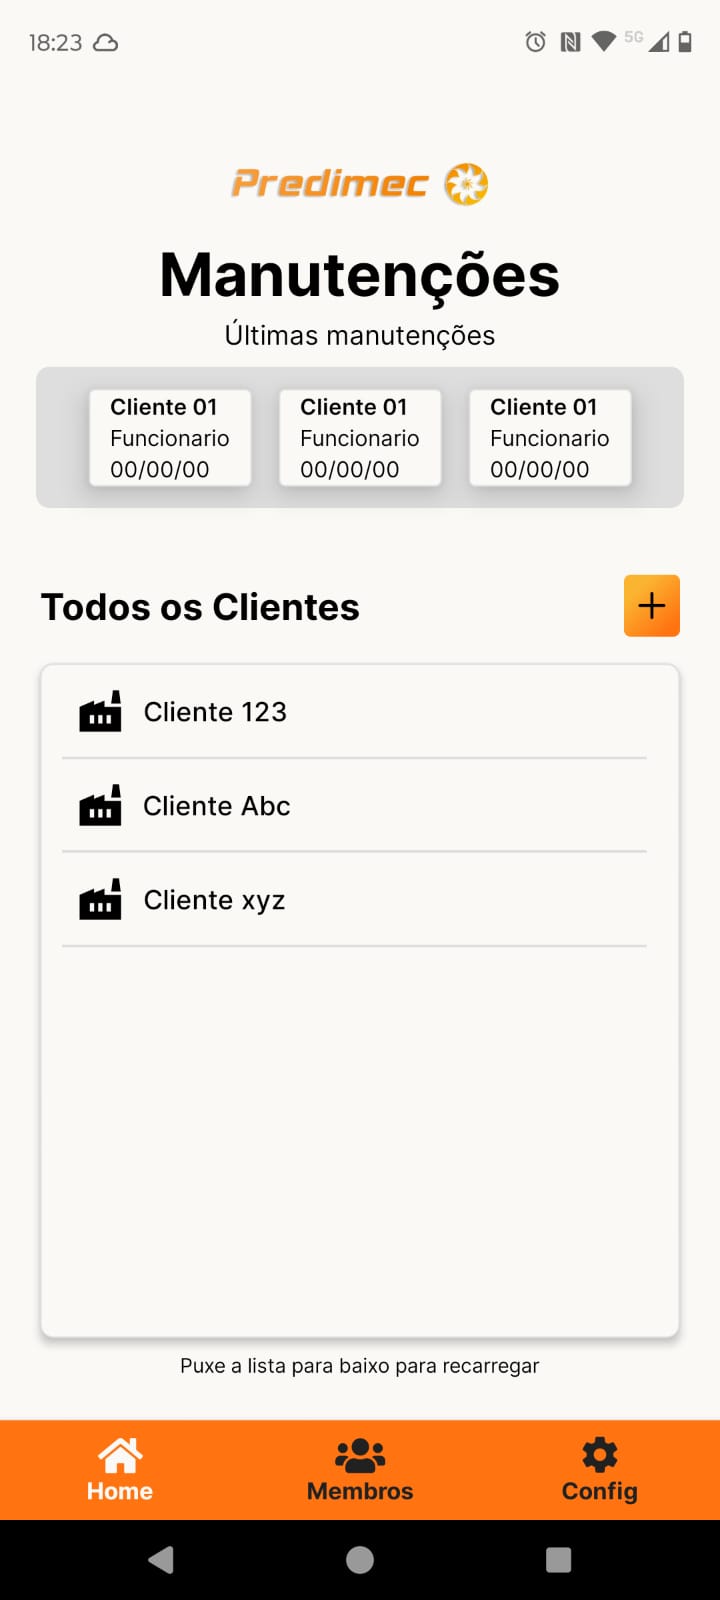 18:23
5G
Predimec
Manutenções
Últimas manutenções
Cliente 01
Funcionario
00/00/00
Cliente 01
Funcionario
00/00/00
Cliente 01
Funcionario
00/00/00
Todos os Clientes
+
Cliente 123
Cliente Abc
Cliente xyz
Puxe a lista para baixo para recarregar
Home
Membros
Config